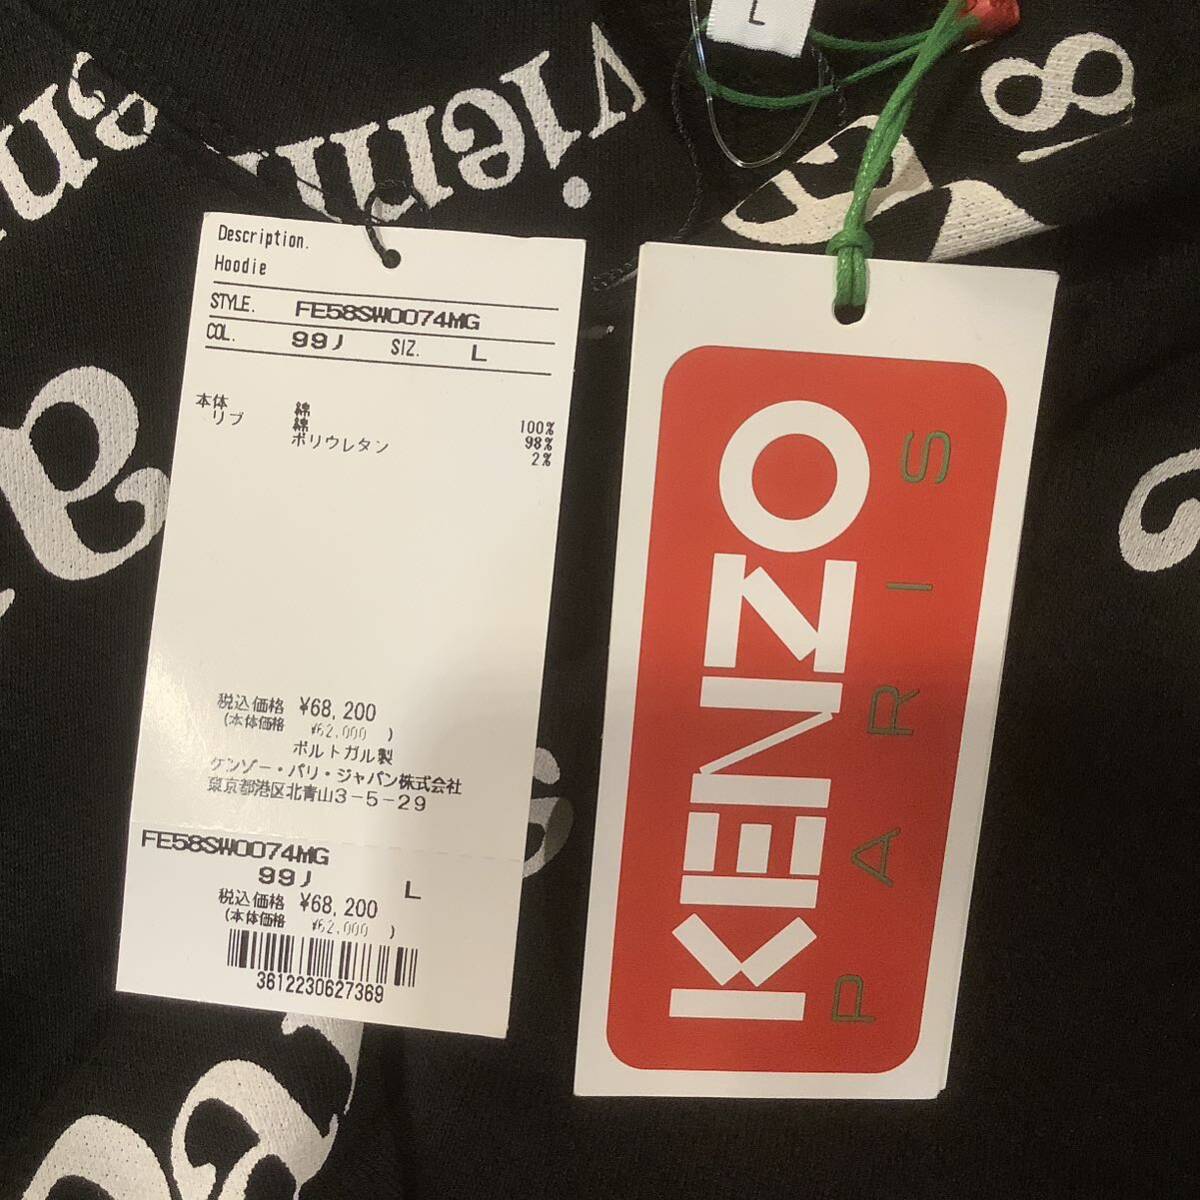 L
vienn
8
Description.
Hoodie
STYLE. FE58SW0074MG
COL. 99J SIZ. L
本体 綿 100%
リブ 綿 98%
ポリウレタン 2%
税込価格 ¥68,200
(本体価格 ¥62,000 )
ポルトガル製
ケンゾー・パリ・ジャパン株式会社
東京都港区北青山3-5-29
FE58SW0074MG
99J L
税込価格 ¥68,200
(本体価格 ¥62,000 )
3612230627369
KENZO
PARIS